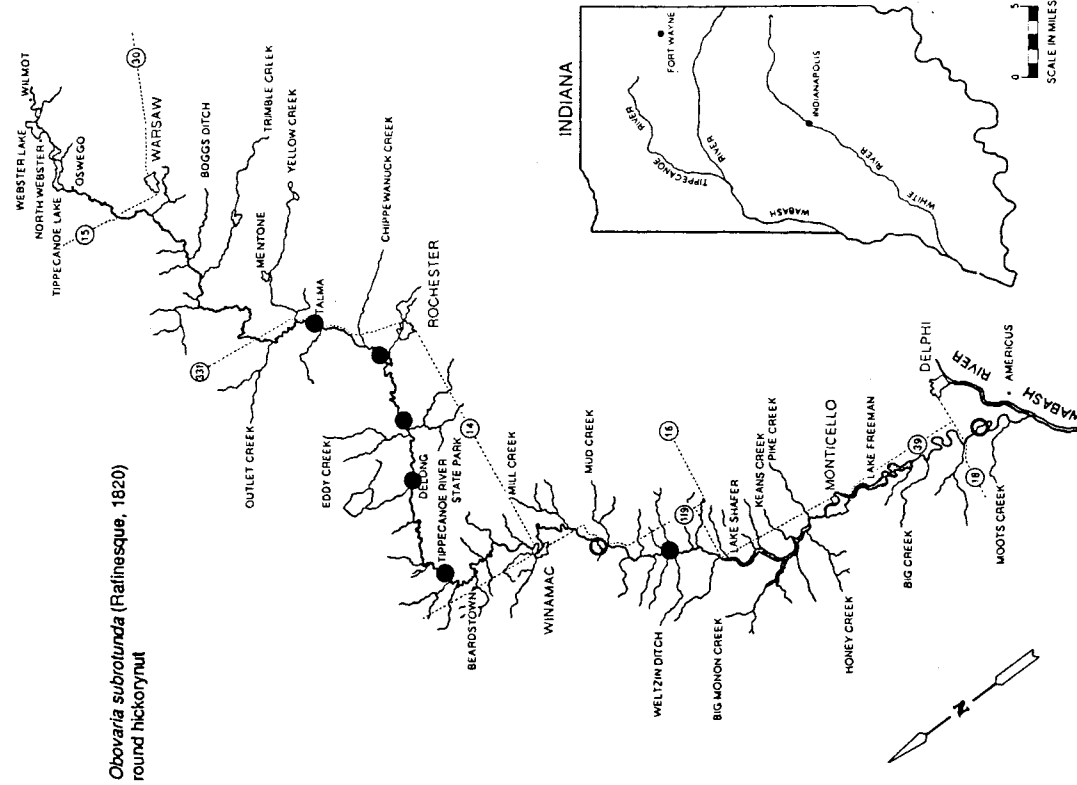 Obovaria subrotunda (Rafinesque, 1820)
round hickorynut
WEBSTER LAKE
WILMOT
NORTH WEBSTER
TIPPECANOE LAKE
OSWEGO
15
30
WARSAW
BOGGS DITCH
TRIMBLE CREEK
YELLOW CREEK
MENTONE
331
TALMA
CHIPPEWANUCK CREEK
OUTLET CREEK
ROCHESTER
EDDY CREEK
DELONG
TIPPECANOE RIVER
STATE PARK
14
MILL CREEK
BEARDSTOWN
WINAMAC
MUD CREEK
16
119
WELTZIN DITCH
LAKE SHAFER
KEANS CREEK
PIKE CREEK
BIG MONON CREEK
MONTICELLO
LAKE FREEMAN
HONEY CREEK
39
BIG CREEK
DELPHI
18
MOOTS CREEK
AMERICUS
WABASH
RIVER
N
INDIANA
FORT WAYNE
TIPPECANOE
RIVER
WABASH
RIVER
INDIANAPOLIS
WHITE
RIVER
0 5
SCALE IN MILES